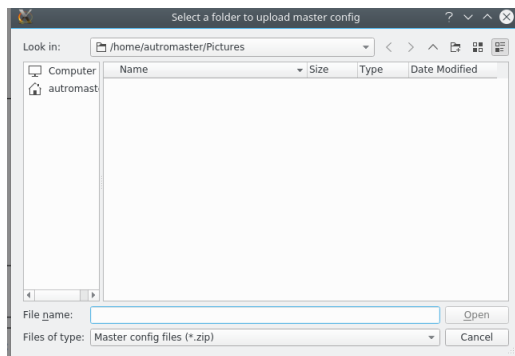 Select a folder to upload master config
Look in: /home/autromaster/Pictures
Computer
automast
Name Size Type Date Modified
File name: Open
Files of type: Master config files (*.zip) Cancel